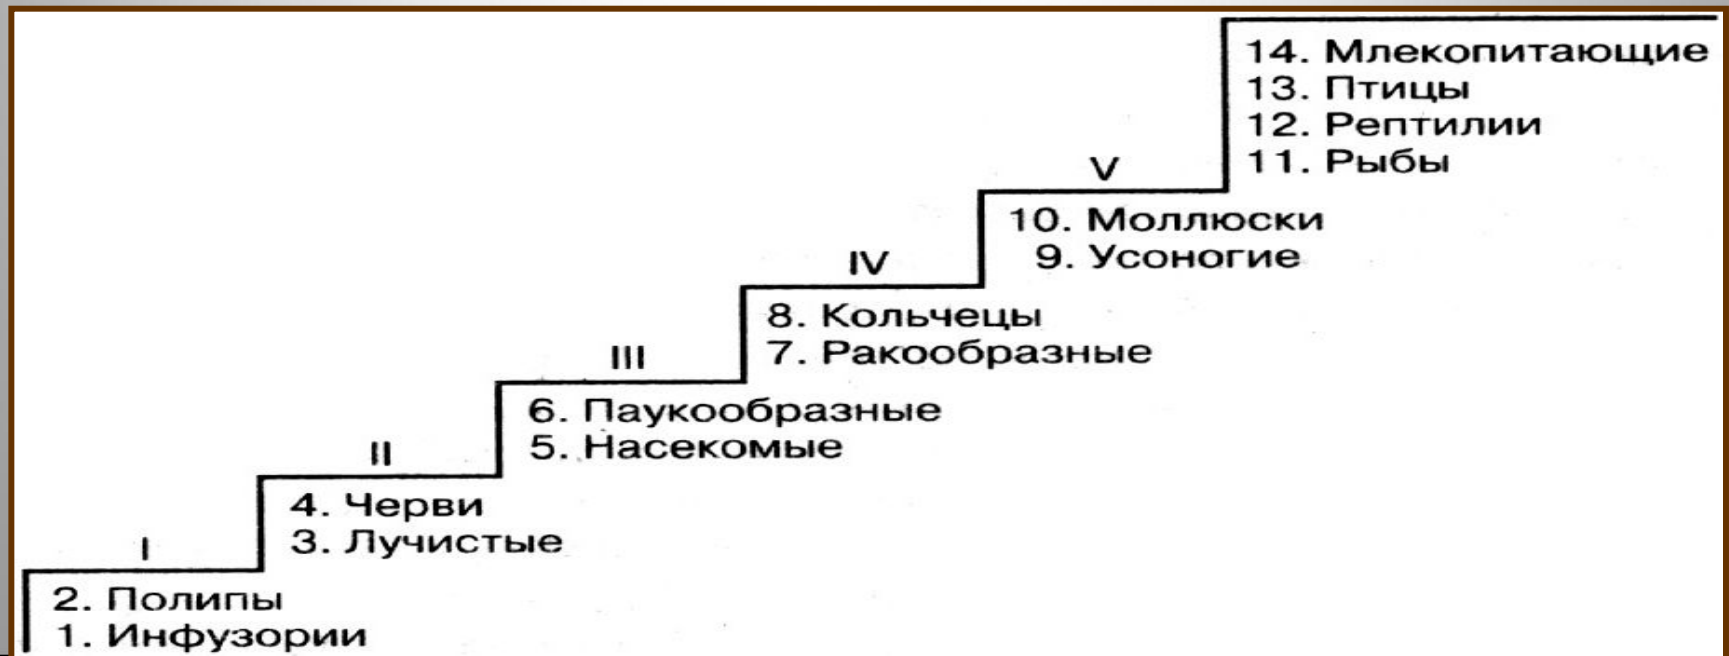 14. Млекопитающие
13. Птицы
12. Рептилии
11. Рыбы
V
10. Моллюски
9. Усоногие
IV
8. Кольчецы
7. Ракообразные
III
6. Паукообразные
5. Насекомые
II
4. Черви
3. Лучистые
I
2. Полипы
1. Инфузории